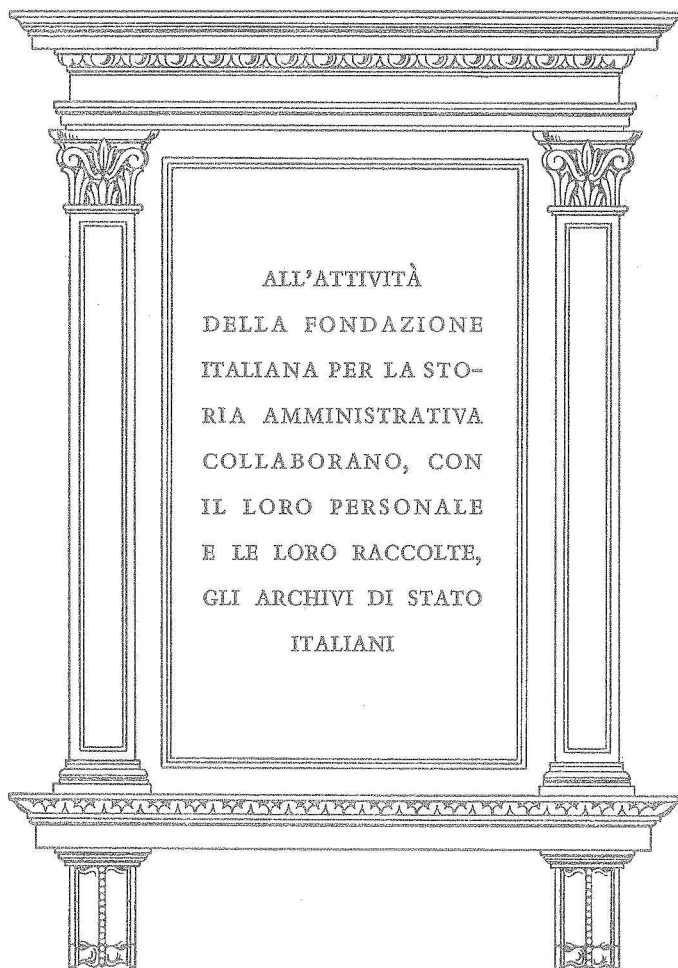 ALL'ATTIVITÀ
DELLA FONDAZIONE
ITALIANA PER LA STO-
RIA AMMINISTRATIVA
COLLABORANO, CON
IL LORO PERSONALE
E LE LORO RACCOLTE,
GLI ARCHIVI DI STATO
ITALIANI